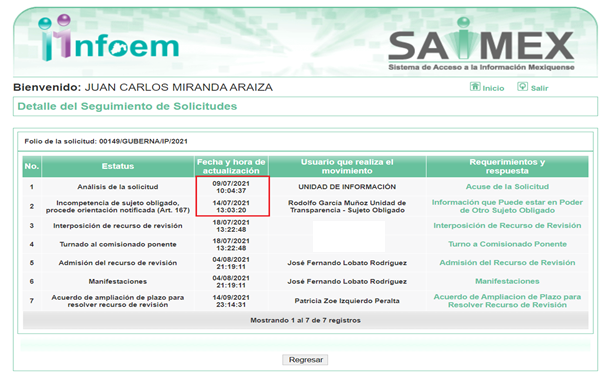 infoem
SAIMEX
Sistema de Acceso a la Información Mexiquense
Bienvenido: JUAN CARLOS MIRANDA ARAIZA
Inicio Salir
Detalle del Seguimiento de Solicitudes
Folio de la solicitud: 00149/GUBERNA/IP/2021
No. Estatus Fecha y hora de actualización Usuario que realiza el movimiento Requerimientos y respuesta
1 Análisis de la solicitud 09/07/2021 10:04:37 UNIDAD DE INFORMACIÓN Acuse de la Solicitud
2 Incompetencia de sujeto obligado, procede orientación notificada (Art. 167) 14/07/2021 13:03:20 Rodolfo García Muñoz Unidad de Transparencia - Sujeto Obligado Información que Puede estar en Poder de Otro Sujeto Obligado
3 Interposición de recurso de revisión 18/07/2021 13:22:48 Interposición de Recurso de Revisión
4 Turnado al comisionado ponente 18/07/2021 13:22:48 Turno a Comisionado Ponente
5 Admisión del recurso de revisión 04/08/2021 21:19:11 José Fernando Lobato Rodríguez Admisión del Recurso de Revisión
6 Manifestaciones 04/08/2021 21:19:11 José Fernando Lobato Rodríguez Manifestaciones
7 Acuerdo de ampliación de plazo para resolver recurso de revisión 14/09/2021 23:14:31 Patricia Zoe Izquierdo Peralta Acuerdo de Ampliacion de Plazo para Resolver Recurso de Revisión
Mostrando 1 al 7 de 7 registros
Regresar